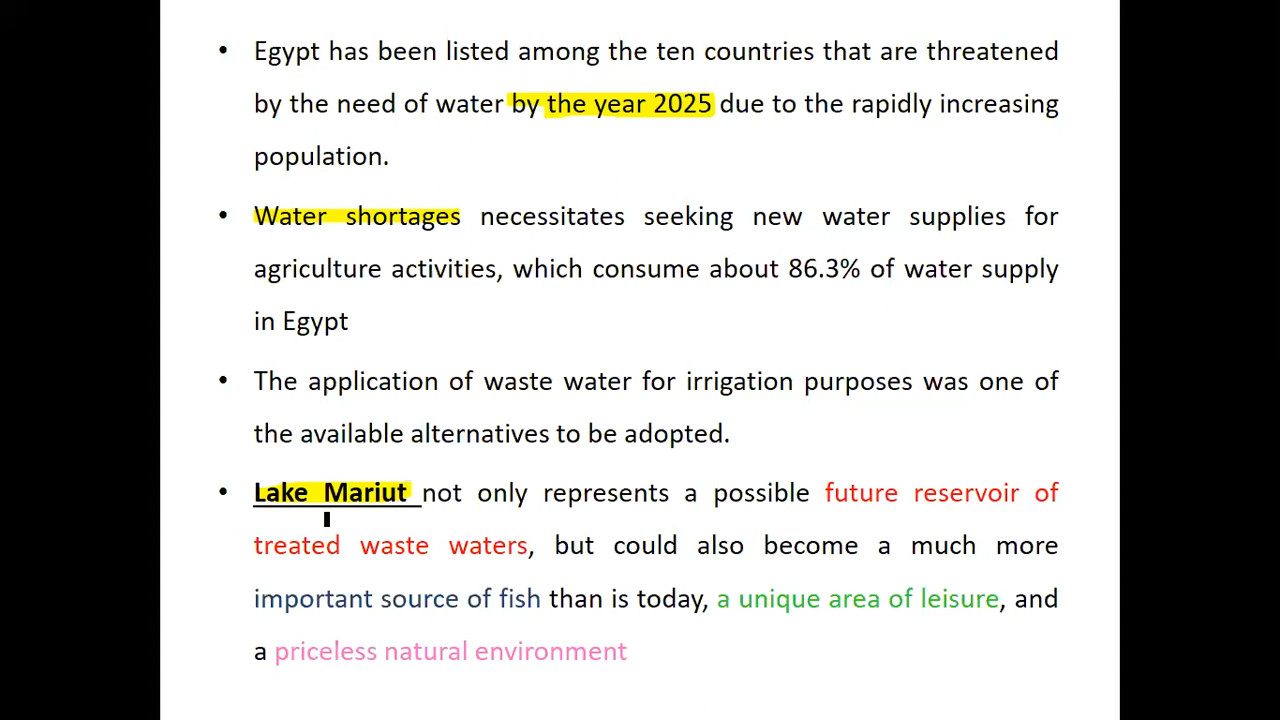 • Egypt has been listed among the ten countries that are threatened
by the need of water by the year 2025 due to the rapidly increasing
population.
• Water shortages necessitates seeking new water supplies for
agriculture activities, which consume about 86.3% of water supply
in Egypt
• The application of waste water for irrigation purposes was one of
the available alternatives to be adopted.
• Lake Mariut not only represents a possible future reservoir of
treated waste waters, but could also become a much more
important source of fish than is today, a unique area of leisure, and
a priceless natural environment